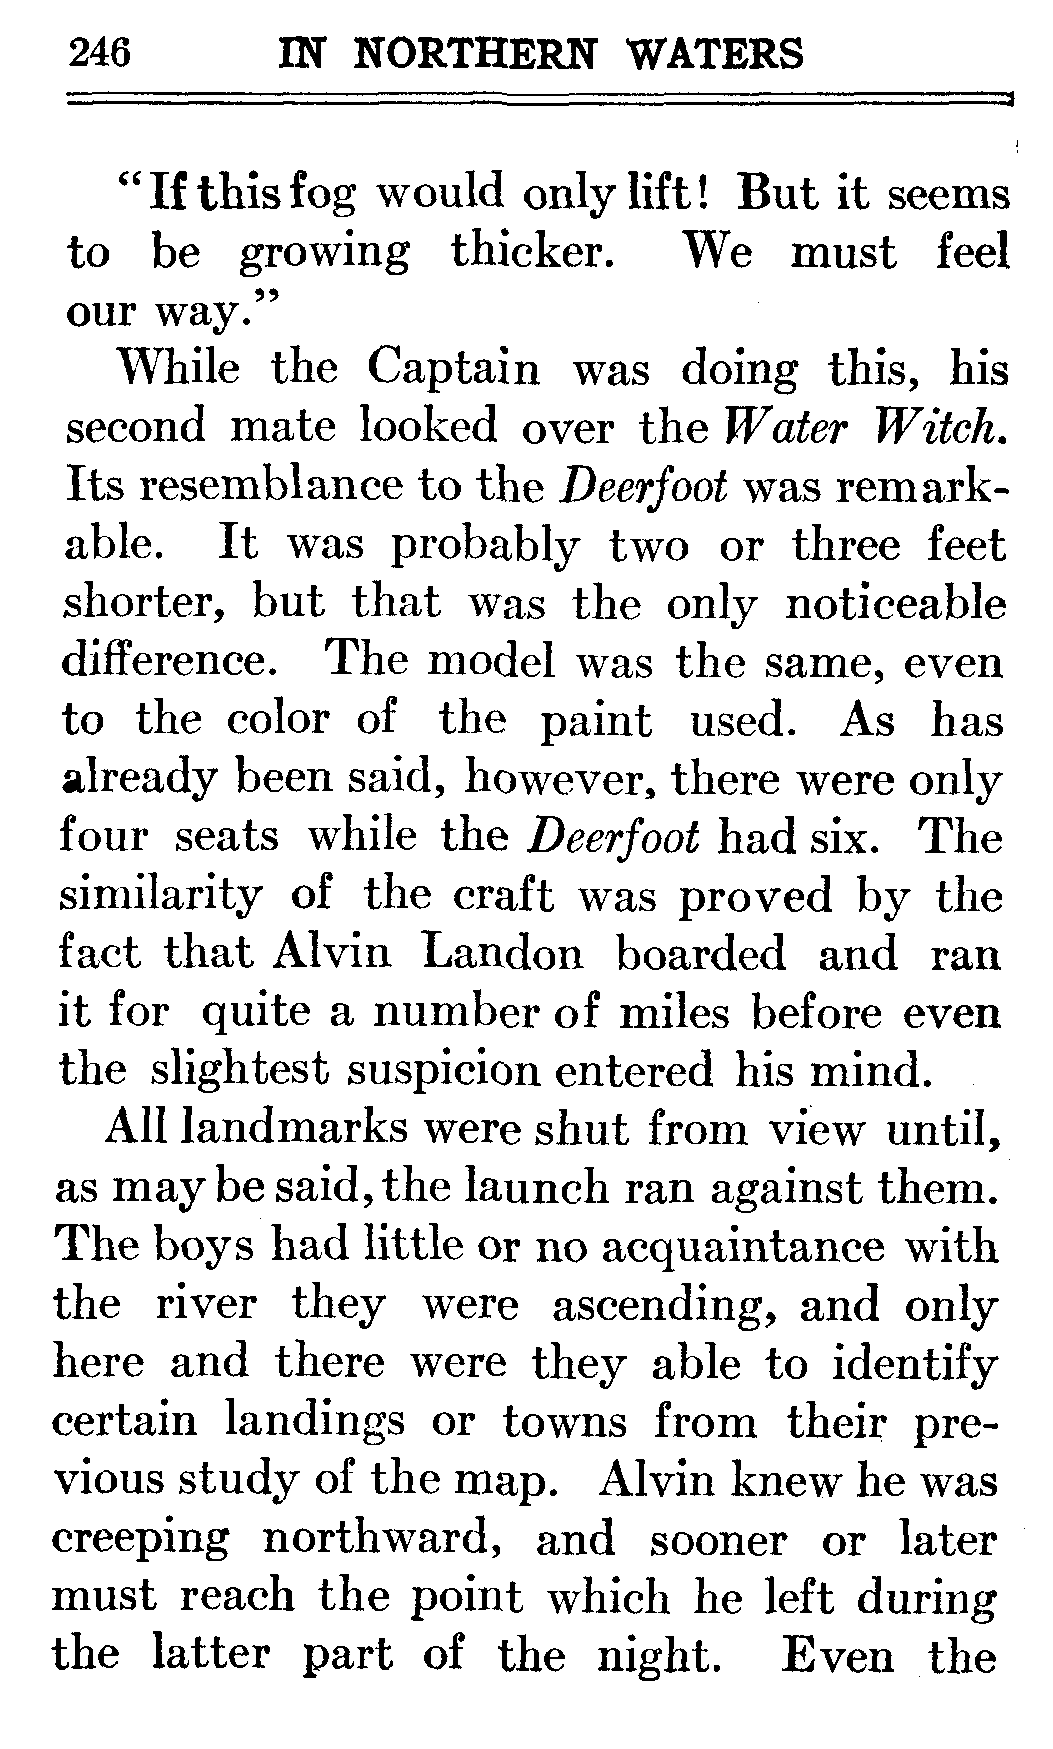 246 IN NORTHERN WATERS
“If this fog would only lift! But it seems
to be growing thicker. We must feel
our way.”
While the Captain was doing this, his
second mate looked over the Water Witch.
Its resemblance to the Deerfoot was remark-
able. It was probably two or three feet
shorter, but that was the only noticeable
difference. The model was the same, even
to the color of the paint used. As has
already been said, however, there were only
four seats while the Deerfoot had six. The
similarity of the craft was proved by the
fact that Alvin Landon boarded and ran
it for quite a number of miles before even
the slightest suspicion entered his mind.
All landmarks were shut from view until,
as may be said, the launch ran against them.
The boys had little or no acquaintance with
the river they were ascending, and only
here and there were they able to identify
certain landings or towns from their pre-
vious study of the map. Alvin knew he was
creeping northward, and sooner or later
must reach the point which he left during
the latter part of the night. Even the